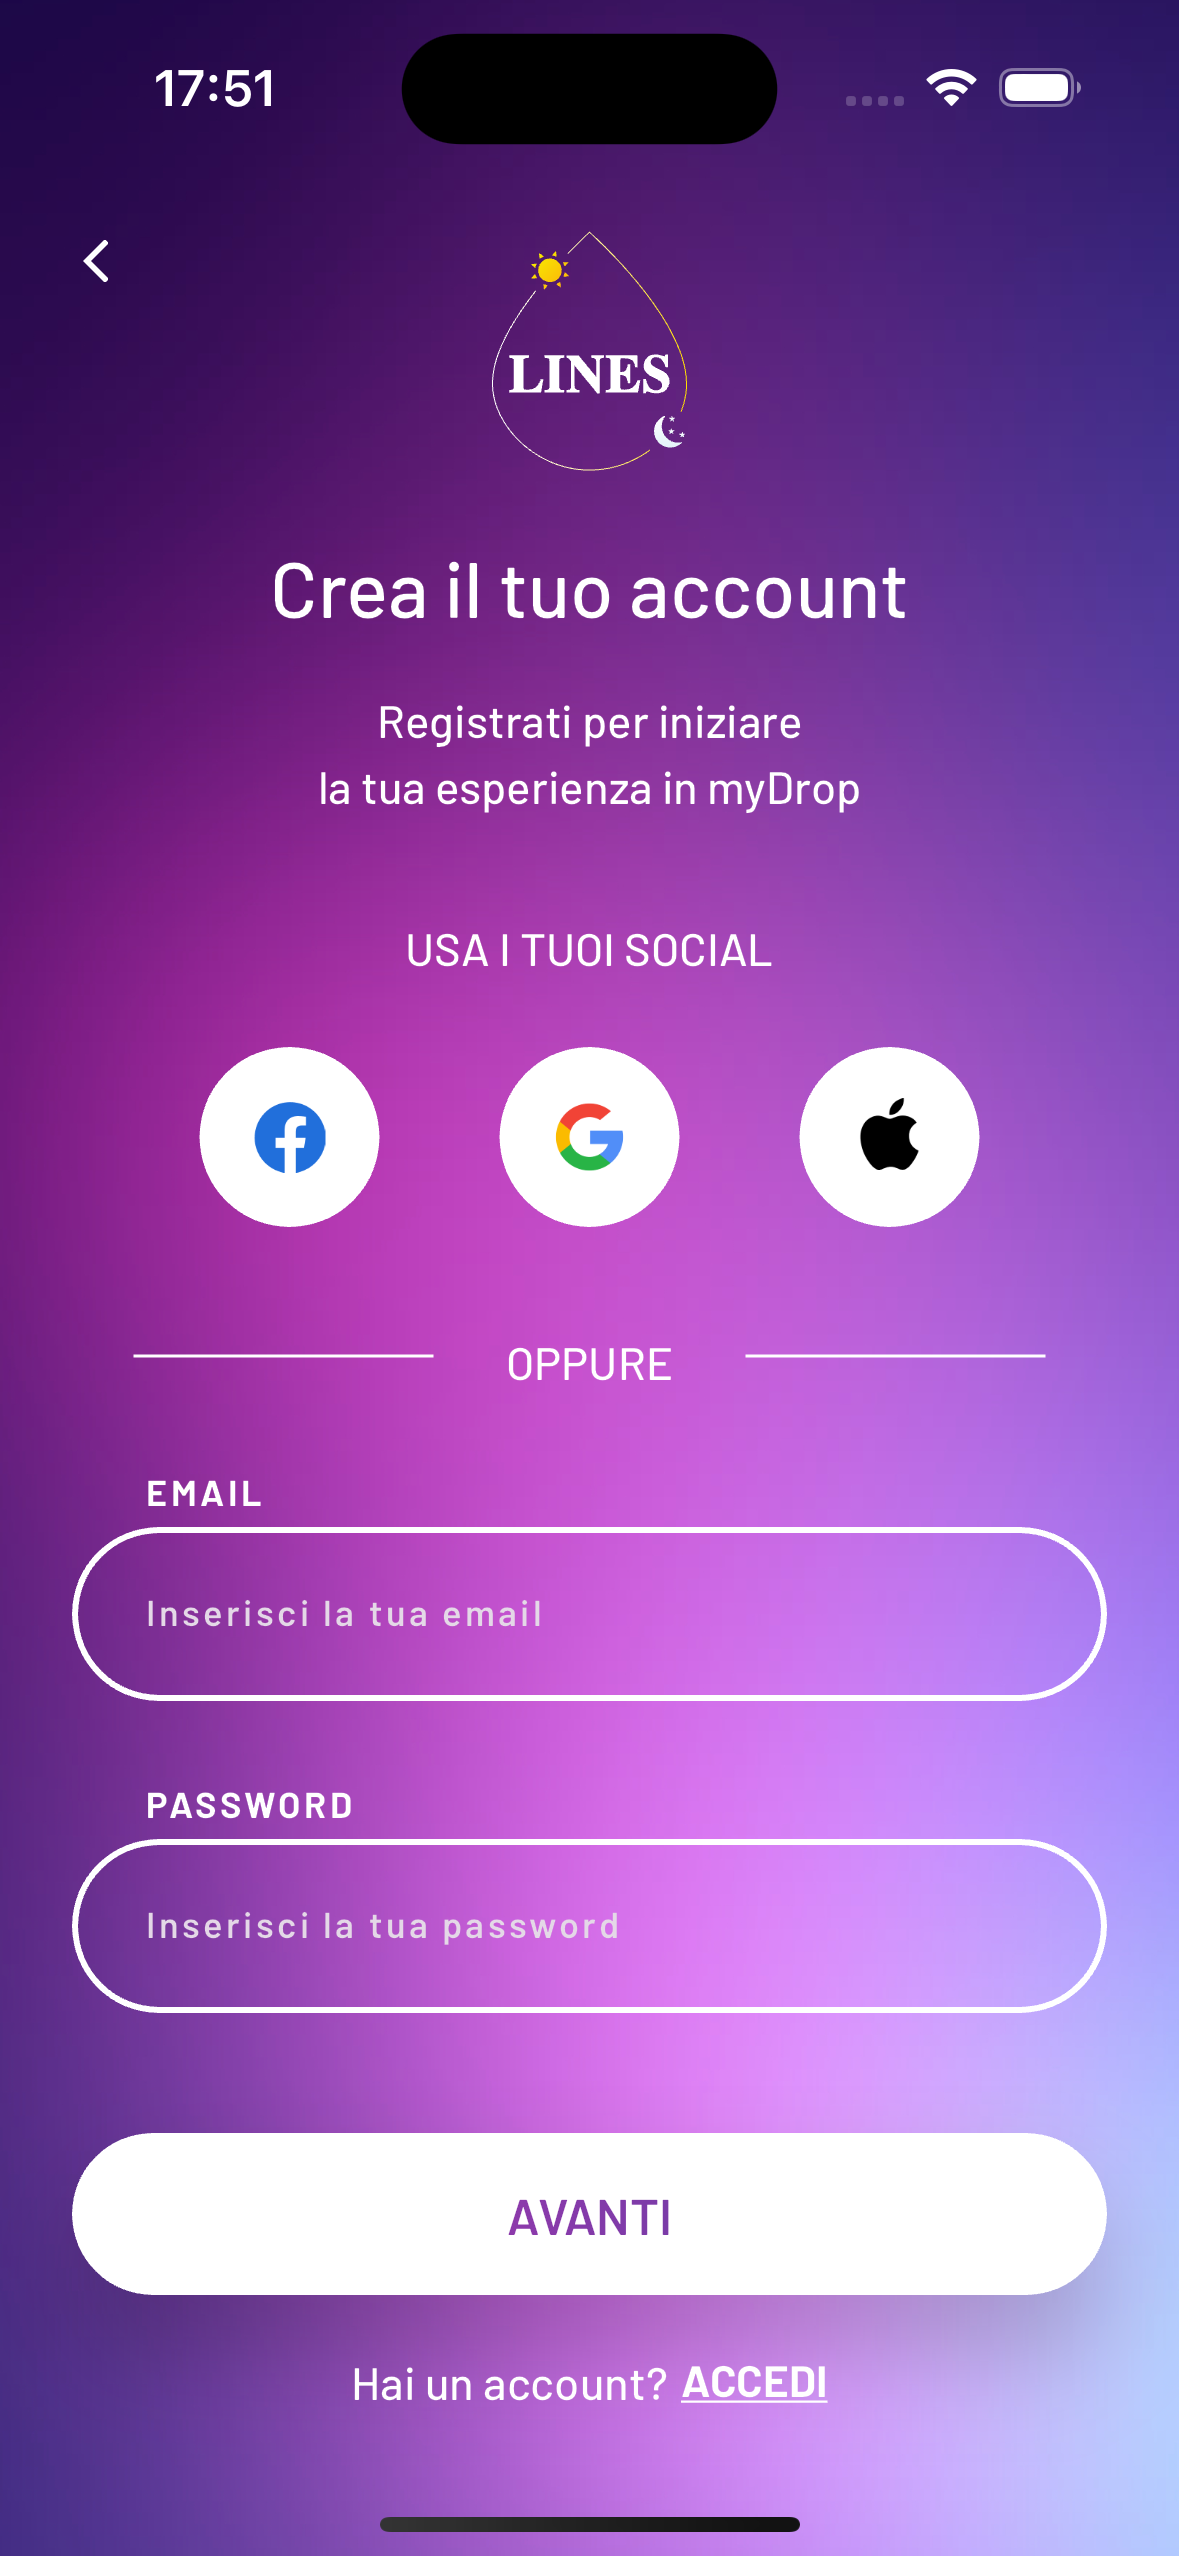 17:51
LINES
Crea il tuo account
Registrati per iniziare
la tua esperienza in myDrop
USA I TUOI SOCIAL
OPPURE
EMAIL
Inserisci la tua email
PASSWORD
Inserisci la tua password
AVANTI
Hai un account? ACCEDI